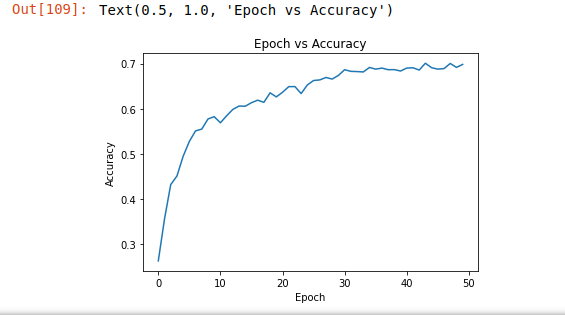 Out[109]: Text(0.5, 1.0, 'Epoch vs Accuracy')
Epoch vs Accuracy
0.7
0.6
0.5
0.4
0.3
Accuracy
0 10 20 30 40 50
Epoch